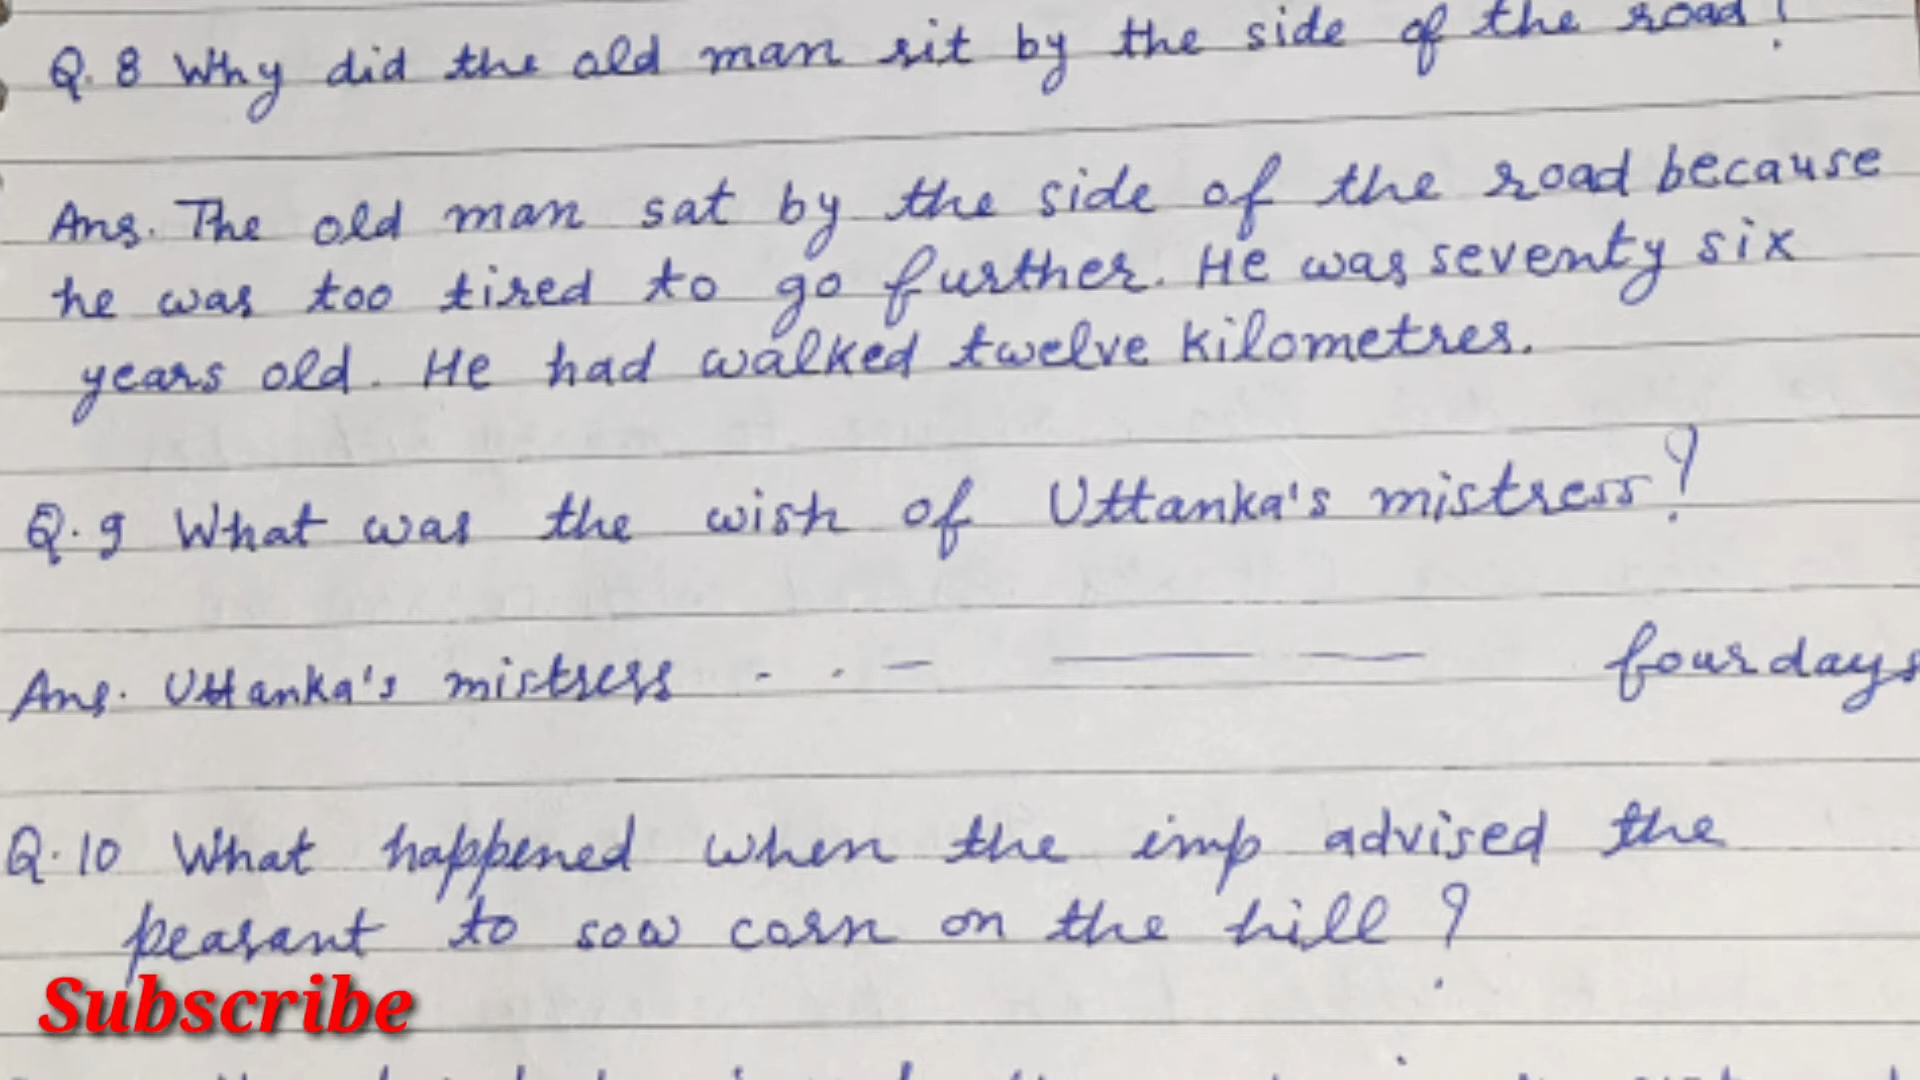 Q. 8 Why did the old man sit by the side of the road?
Ans. The old man sat by the side of the road because
he was too tired to go further. He was seventy six
years old. He had walked twelve kilometres.
Q. 9 What was the wish of Uttanka's mistress?
Ans. Uttanka's mistress - . - — — four days
Q. 10 What happened when the imp advised the
peasant to sow corn on the hill?
Subscribe